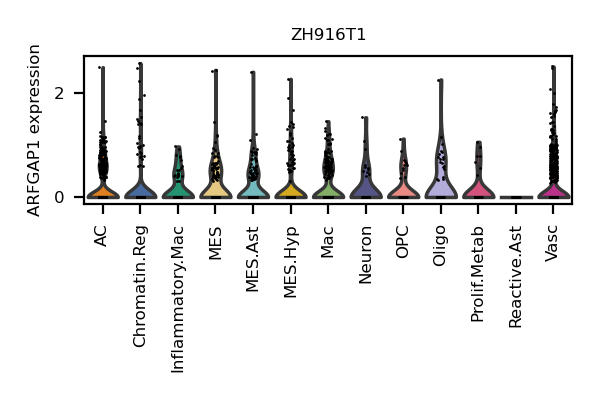 ZH916T1
ARFGAP1 expression
2
0
AC
Chromatin.Reg
Inflammatory.Mac
MES
MES.Ast
MES.Hyp
Mac
Neuron
OPC
Oligo
Prolif.Metab
Reactive.Ast
Vasc